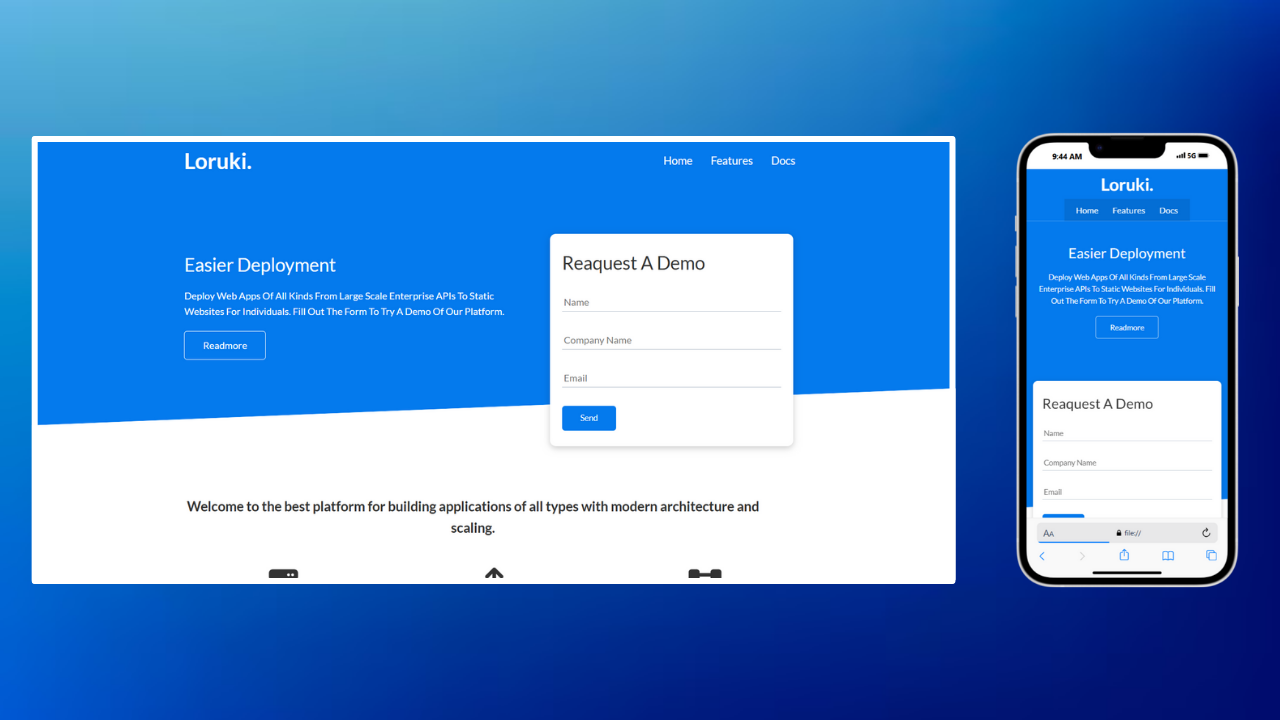 Loruki.
Home Features Docs
Easier Deployment
Deploy Web Apps Of All Kinds From Large Scale Enterprise APIs To Static
Websites For Individuals. Fill Out The Form To Try A Demo Of Our Platform.
Readmore
Reaquest A Demo
Name
Company Name
Email
Send
Welcome to the best platform for building applications of all types with modern architecture and
scaling.
9:44 AM 5G
Loruki.
Home Features Docs
Easier Deployment
Deploy Web Apps Of All Kinds From Large Scale
Enterprise APIs To Static Websites For Individuals. Fill
Out The Form To Try A Demo Of Our Platform.
Readmore
Reaquest A Demo
Name
Company Name
Email
AA file://